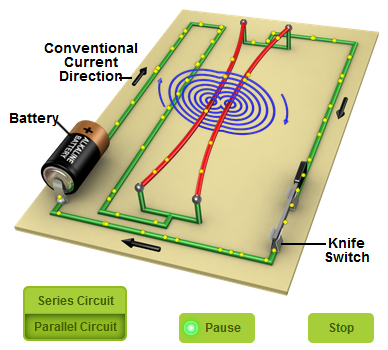 Conventional
Current
Direction
Battery
+
ALKALINE
BATTERY
Knife
Switch
Series Circuit
Parallel Circuit
Pause
Stop